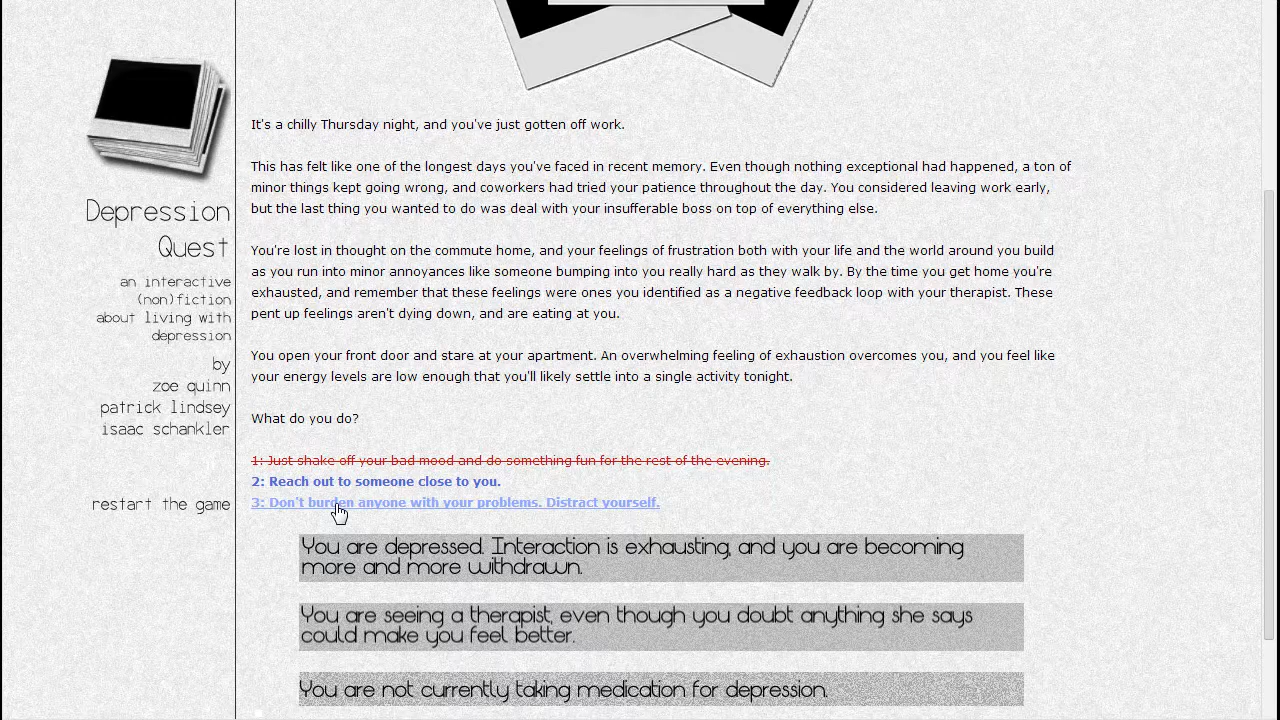 Depression
Quest
an interactive
(non)fiction
about living with
depression
by
zoe quinn
patrick lindsey
isaac schankler
restart the game
It's a chilly Thursday night, and you've just gotten off work.
This has felt like one of the longest days you've faced in recent memory. Even though nothing exceptional had happened, a ton of
minor things kept going wrong, and coworkers had tried your patience throughout the day. You considered leaving work early,
but the last thing you wanted to do was deal with your insufferable boss on top of everything else.
You're lost in thought on the commute home, and your feelings of frustration both with your life and the world around you build
as you run into minor annoyances like someone bumping into you really hard as they walk by. By the time you get home you're
exhausted, and remember that these feelings were ones you identified as a negative feedback loop with your therapist. These
pent up feelings aren't dying down, and are eating at you.
You open your front door and stare at your apartment. An overwhelming feeling of exhaustion overcomes you, and you feel like
your energy levels are low enough that you'll likely settle into a single activity tonight.
What do you do?
1: Just shake off your bad mood and do something fun for the rest of the evening.
2: Reach out to someone close to you.
3: Don't burden anyone with your problems. Distract yourself.
You are depressed. Interaction is exhausting, and you are becoming
more and more withdrawn.
You are seeing a therapist, even though you doubt anything she says
could make you feel better.
You are not currently taking medication for depression.